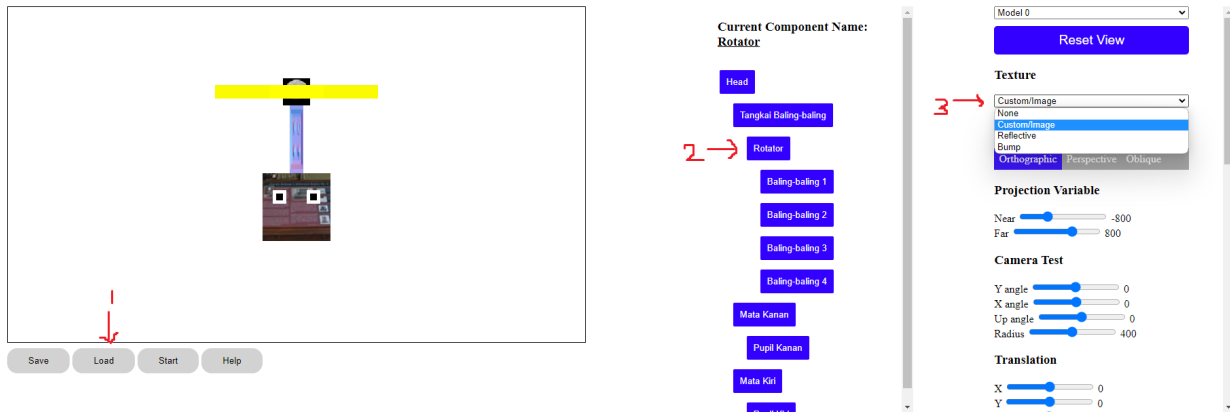 1
Save
Load
Start
Help
Current Component Name:
Rotator
Head
Tangkai Baling-baling
2
Rotator
Baling-baling 1
Baling-baling 2
Baling-baling 3
Baling-baling 4
Mata Kanan
Pupil Kanan
Mata Kiri
Model 0
Reset View
Texture
3
Custom/Image
None
Custom/Image
Reflective
Bump
Orthographic Perspective Oblique
Projection Variable
Near -800
Far 800
Camera Test
Y angle 0
X angle 0
Up angle 0
Radius 400
Translation
X 0
Y 0